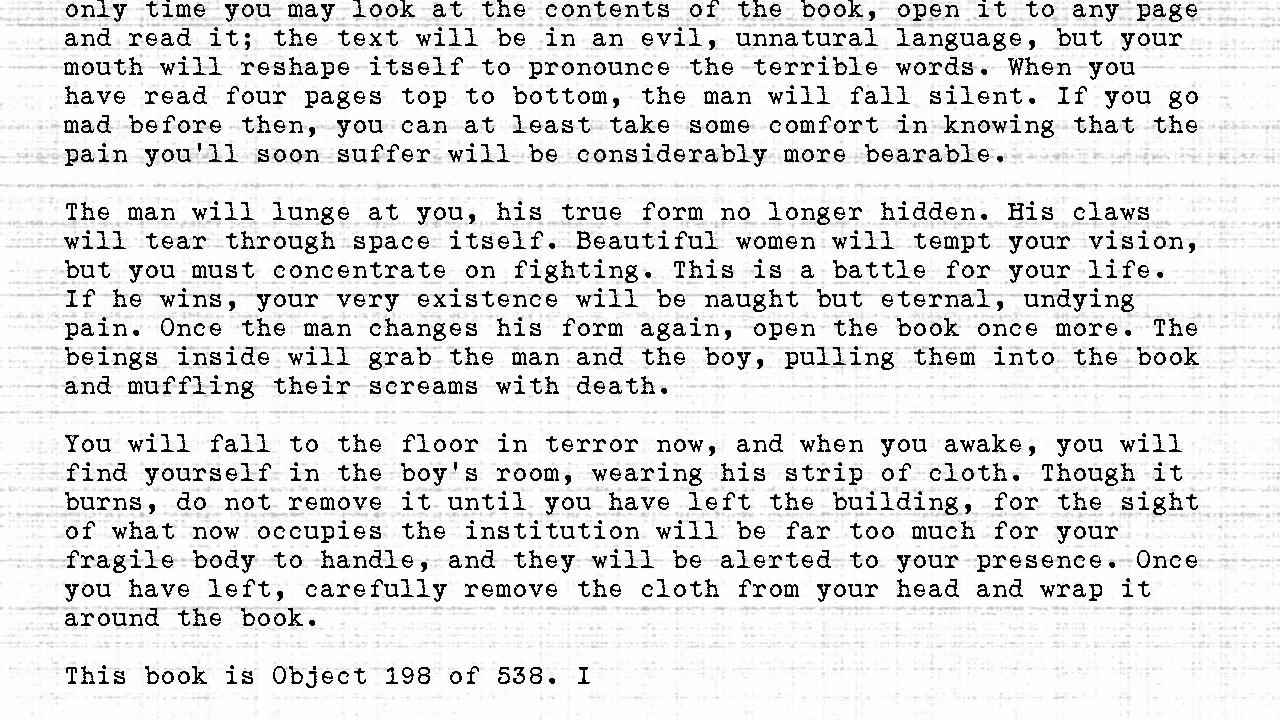 only time you may look at the contents of the book, open it to any page
and read it; the text will be in an evil, unnatural language, but your
mouth will reshape itself to pronounce the terrible words. When you
have read four pages top to bottom, the man will fall silent. If you go
mad before then, you can at least take some comfort in knowing that the
pain you'll soon suffer will be considerably more bearable.

The man will lunge at you, his true form no longer hidden. His claws
will tear through space itself. Beautiful women will tempt your vision,
but you must concentrate on fighting. This is a battle for your life.
If he wins, your very existence will be naught but eternal, undying
pain. Once the man changes his form again, open the book once more. The
beings inside will grab the man and the boy, pulling them into the book
and muffling their screams with death.

You will fall to the floor in terror now, and when you awake, you will
find yourself in the boy's room, wearing his strip of cloth. Though it
burns, do not remove it until you have left the building, for the sight
of what now occupies the institution will be far too much for your
fragile body to handle, and they will be alerted to your presence. Once
you have left, carefully remove the cloth from your head and wrap it
around the book.

This book is Object 198 of 538. I